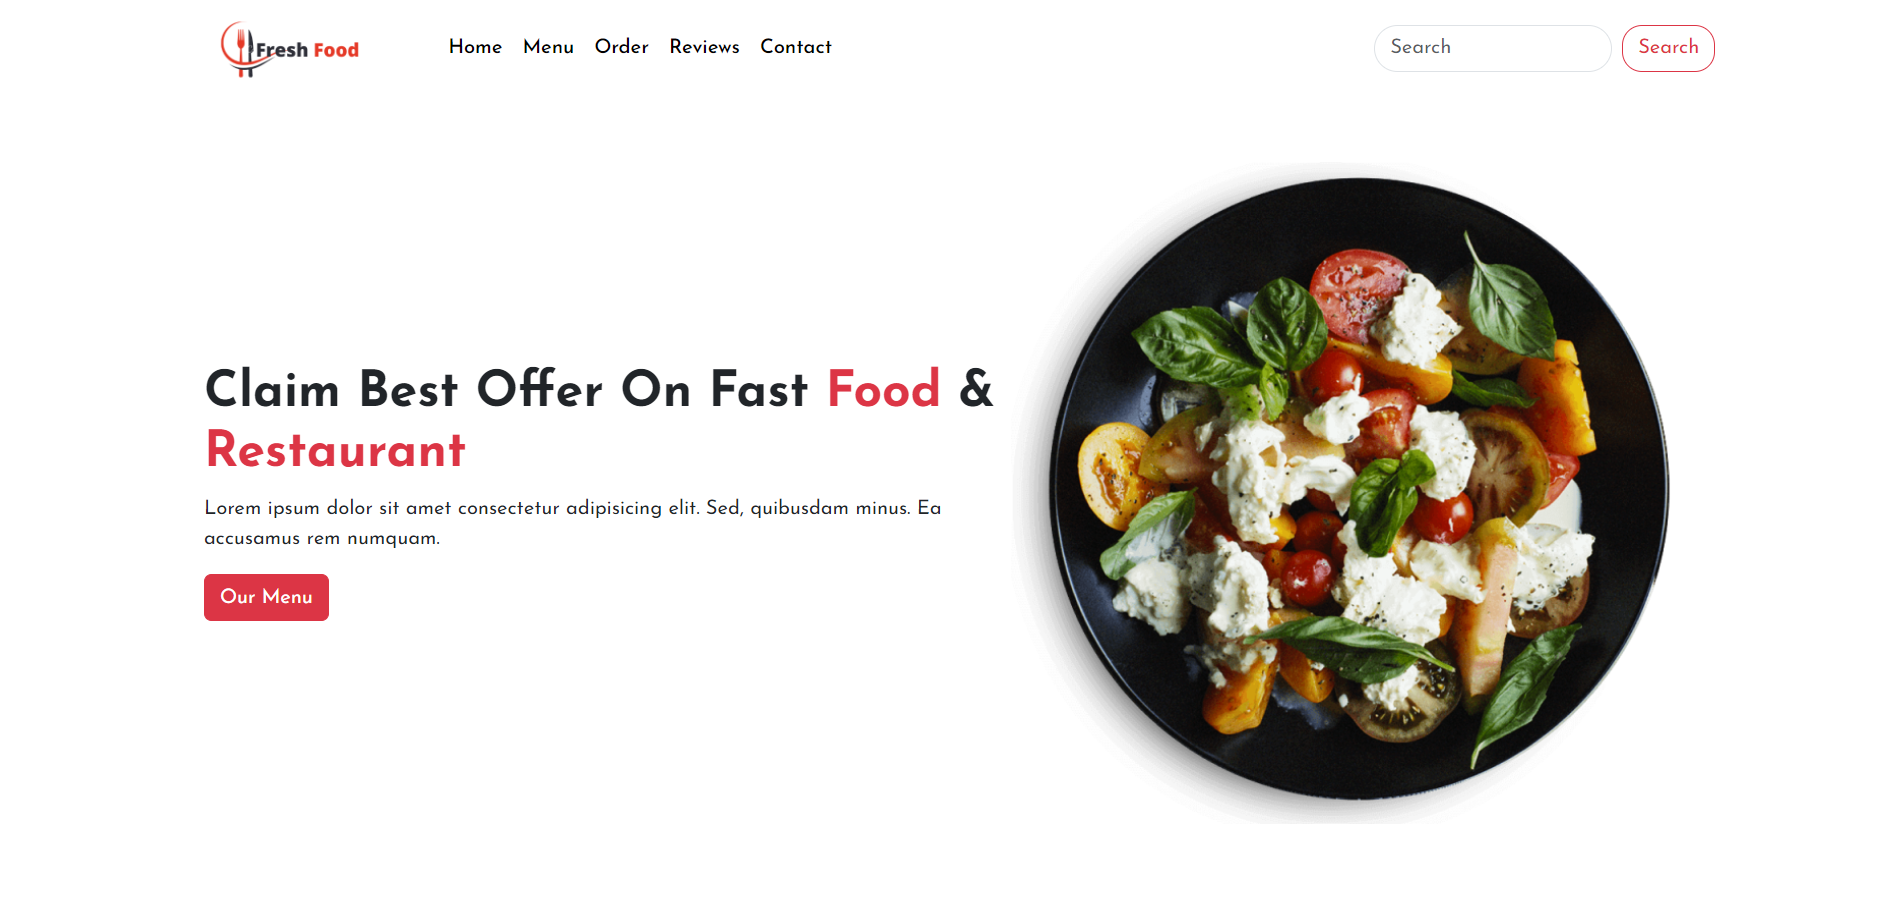 Fresh Food
Home Menu Order Reviews Contact
Search
Search
Claim Best Offer On Fast Food &
Restaurant
Lorem ipsum dolor sit amet consectetur adipisicing elit. Sed, quibusdam minus. Ea
accusamus rem numquam.
Our Menu